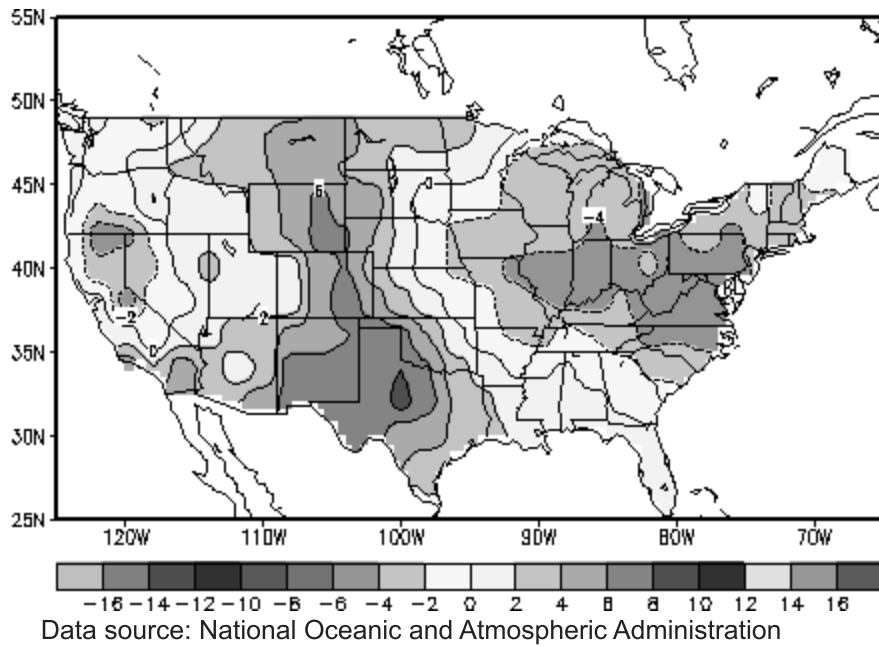 55N
50N
45N
6
0
-4
40N
-2
2
0
35N
30N
25N
120W 110W 100W 90W 80W 70W
-16 -14 -12 -10 -8 -6 -4 -2 0 2 4 6 8 10 12 14 16
Data source: National Oceanic and Atmospheric Administration